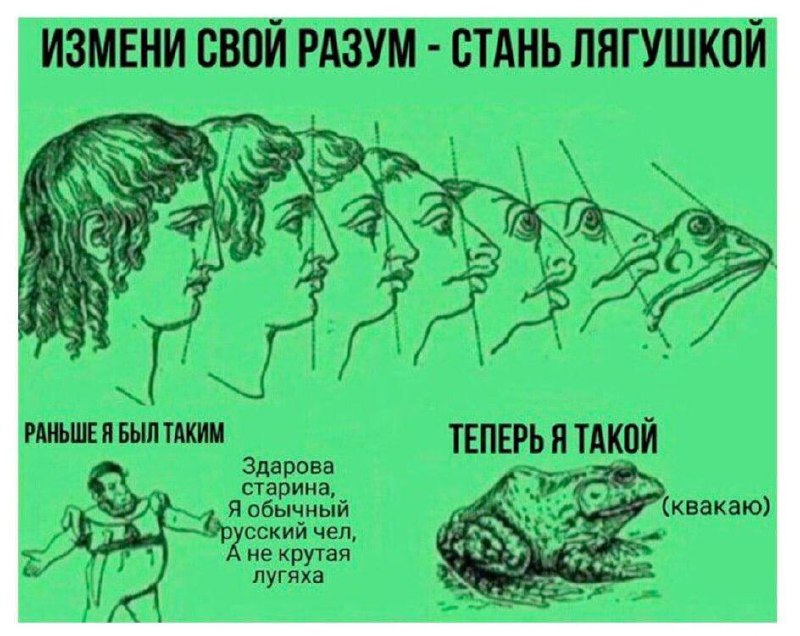 ИЗМЕНИ СВОЙ РАЗУМ - СТАНЬ ЛЯГУШКОЙ
РАНЬШЕ Я БЫЛ ТАКИМ
Здарова
старина,
Я обычный
русский чел,
А не крутая
лугяха
ТЕПЕРЬ Я ТАКОЙ
(квакаю)